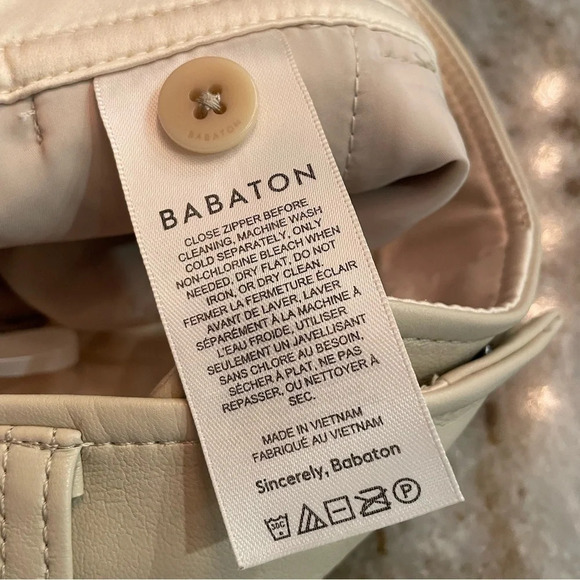 BABATON
BABATON
CLOSE ZIPPER BEFORE
CLEANING, MACHINE WASH
COLD SEPARATELY, ONLY
NON-CHLORINE BLEACH WHEN
NEEDED, DRY FLAT, DO NOT
IRON, OR DRY CLEAN.
FERMER LA FERMETURE ÉCLAIR
AVANT DE LAVER, LAVER
SÉPARÉMENT À LA MACHINE À
L'EAU FROIDE, UTILISER
SEULEMENT UN JAVELLISANT
SANS CHLORE AU BESOIN,
SÉCHER À PLAT, NE PAS
REPASSER, OU NETTOYER À
SEC.
MADE IN VIETNAM
FABRIQUÉ AU VIETNAM
Sincerely, Babaton
30C
P